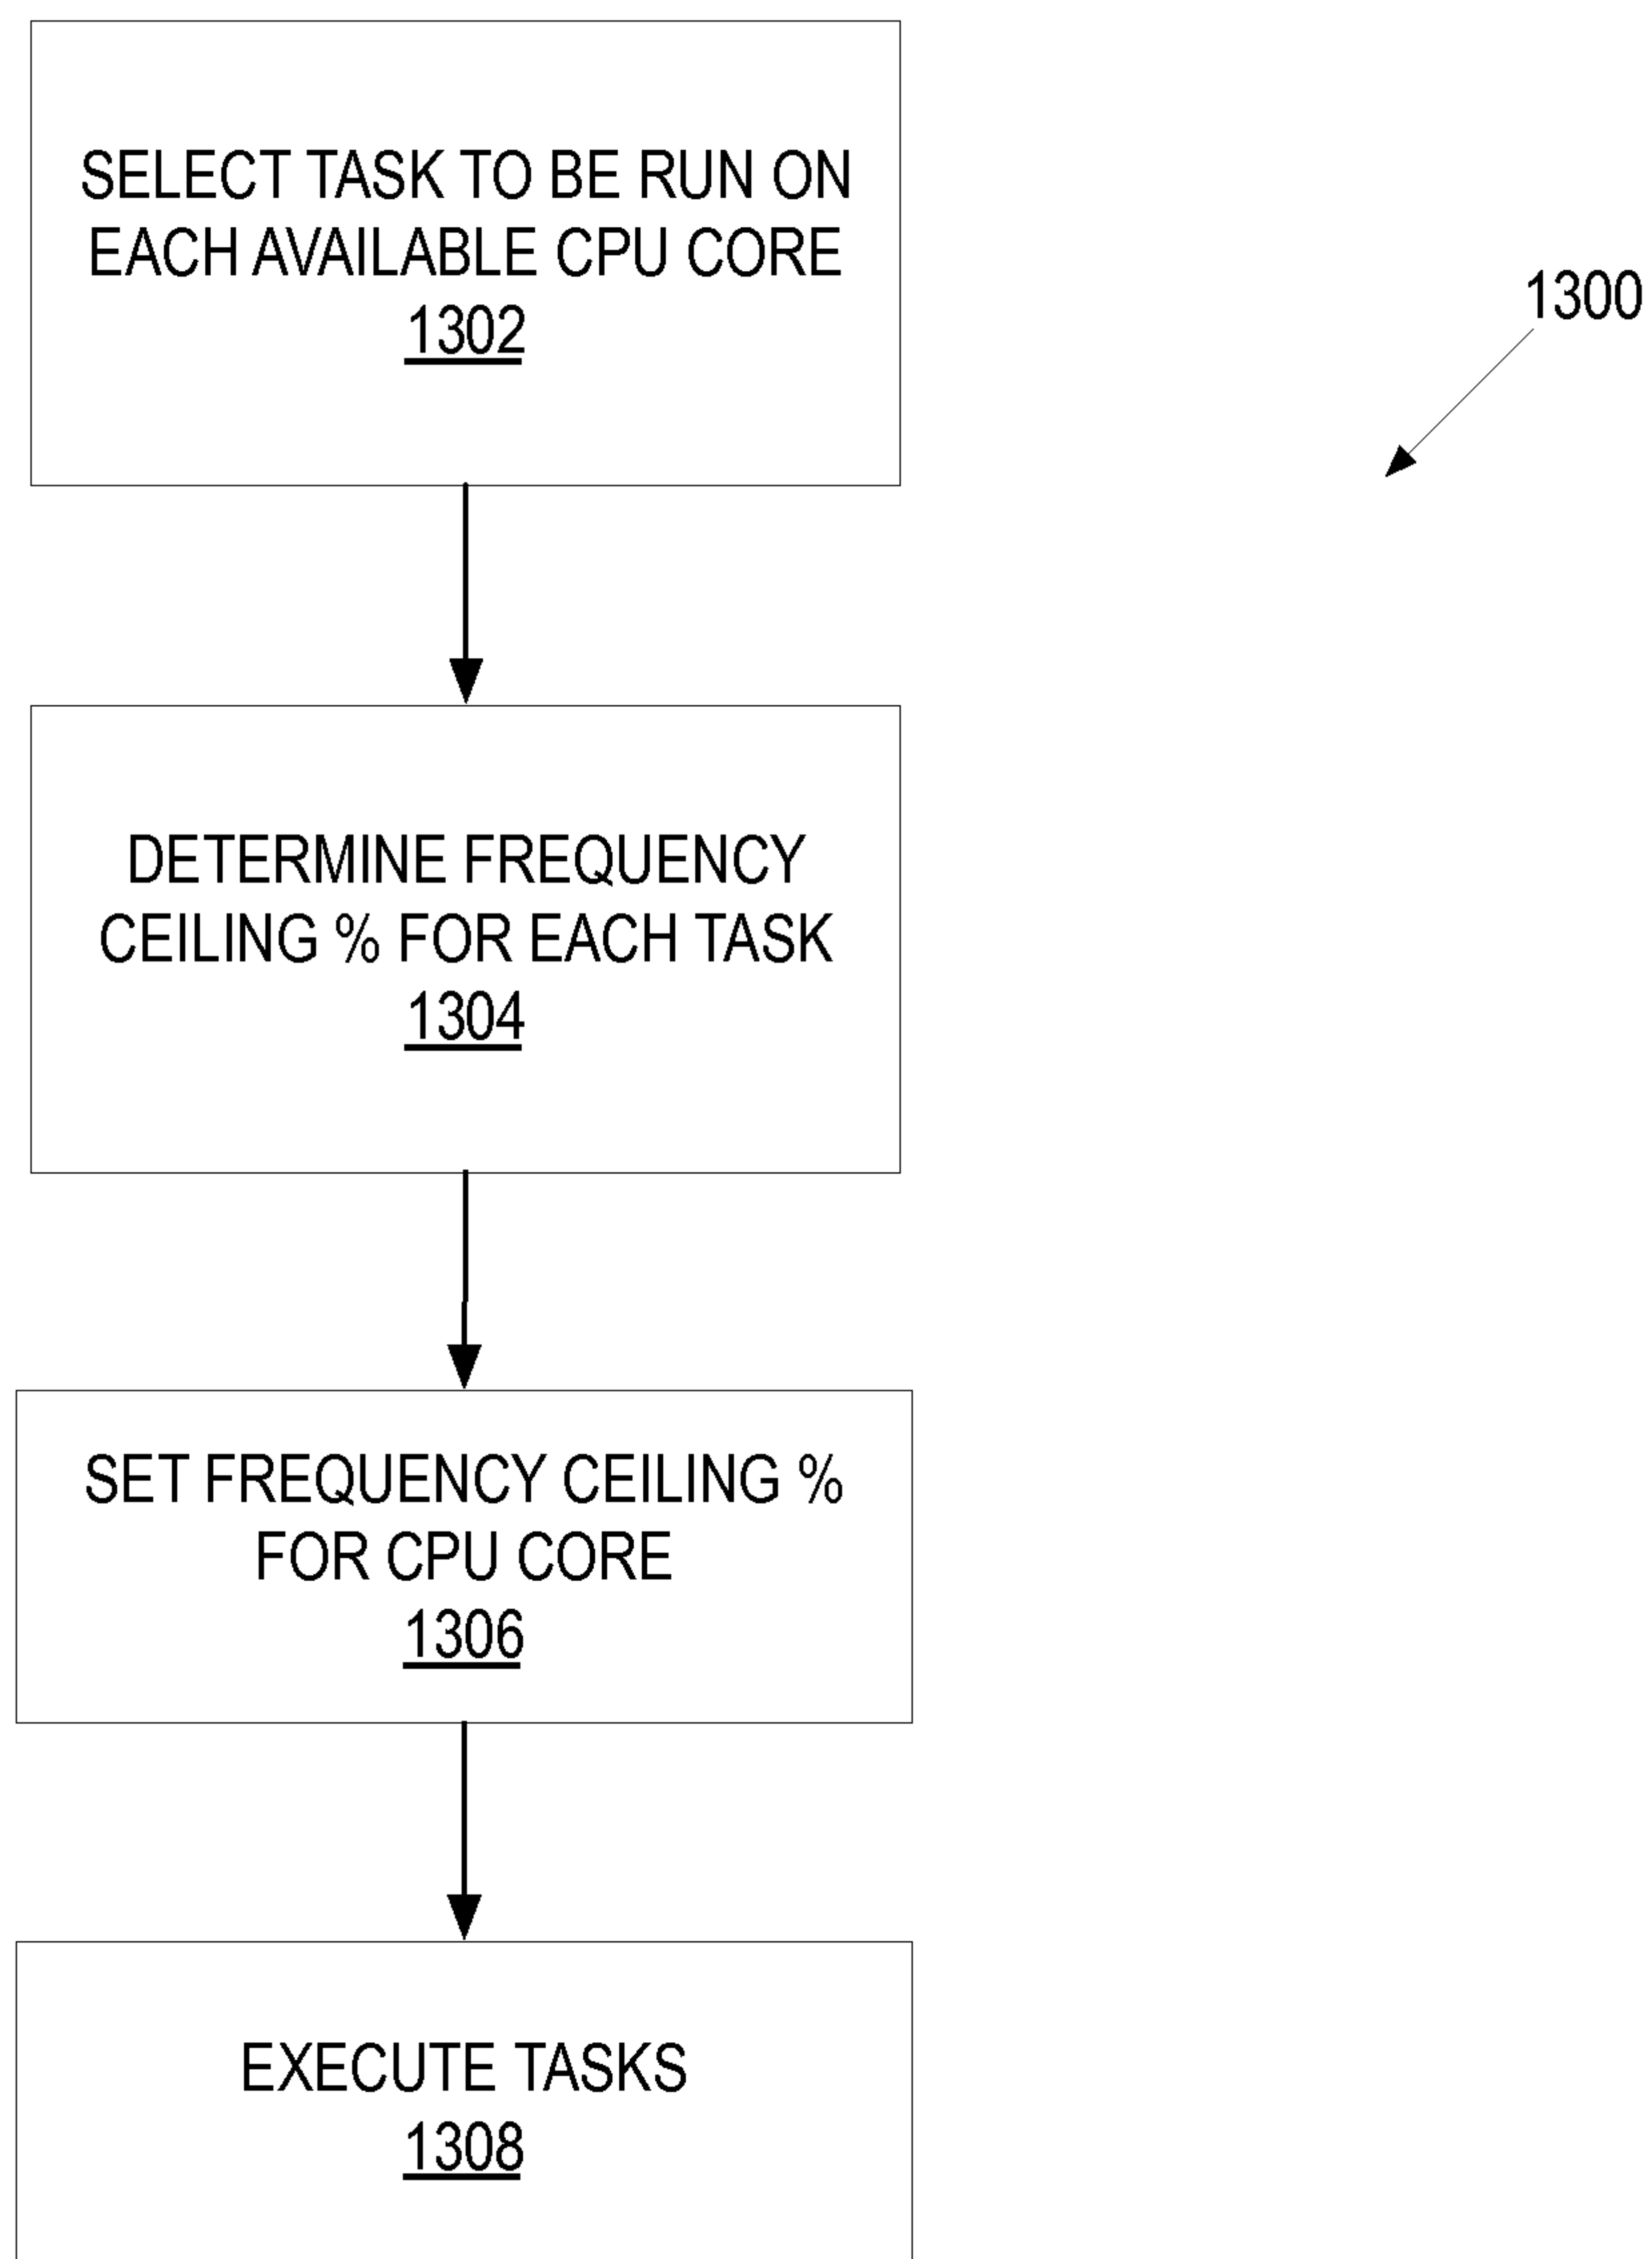 SELECT TASK TO BE RUN ON
EACH AVAILABLE CPU CORE
1302
1300
DETERMINE FREQUENCY
CEILING % FOR EACH TASK
1304
SET FREQUENCY CEILING %
FOR CPU CORE
1306
EXECUTE TASKS
1308